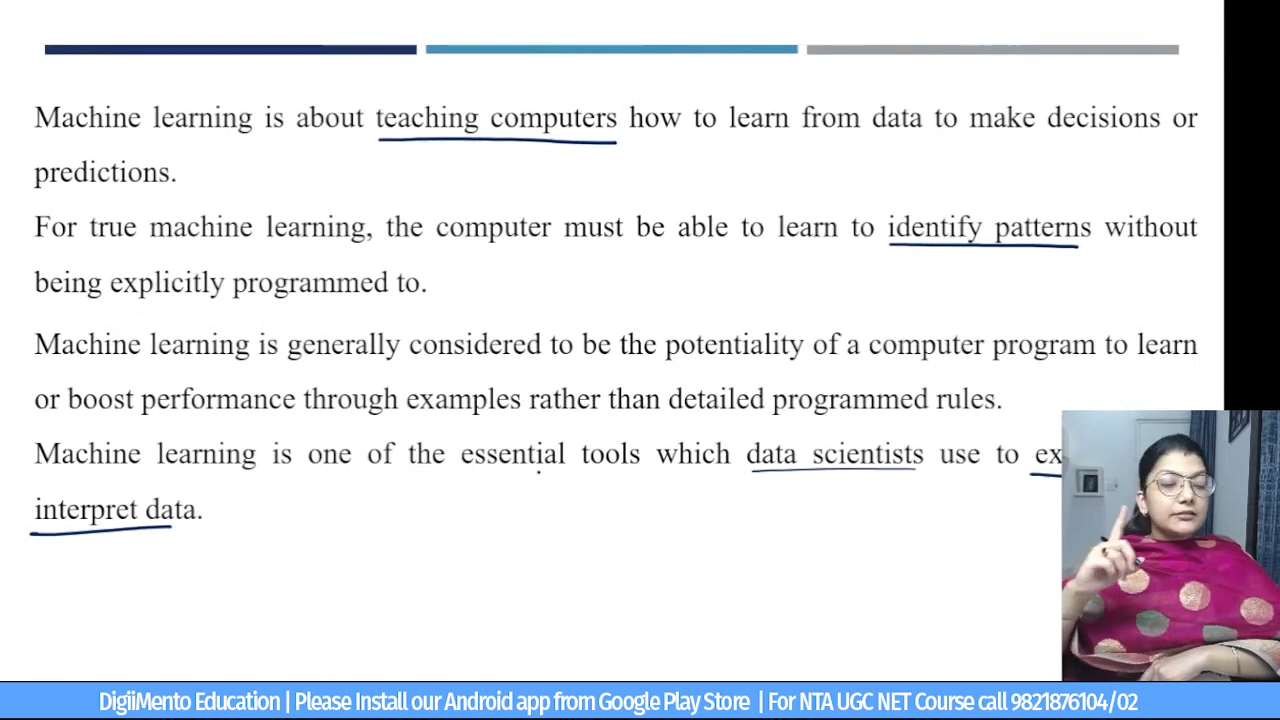 Machine learning is about teaching computers how to learn from data to make decisions or
predictions.
For true machine learning, the computer must be able to learn to identify patterns without
being explicitly programmed to.
Machine learning is generally considered to be the potentiality of a computer program to learn
or boost performance through examples rather than detailed programmed rules.
Machine learning is one of the essential tools which data scientists use to ex
interpret data.
DigiiMento Education | Please Install our Android app from Google Play Store | For NTA UGC NET Course call 9821876104/02